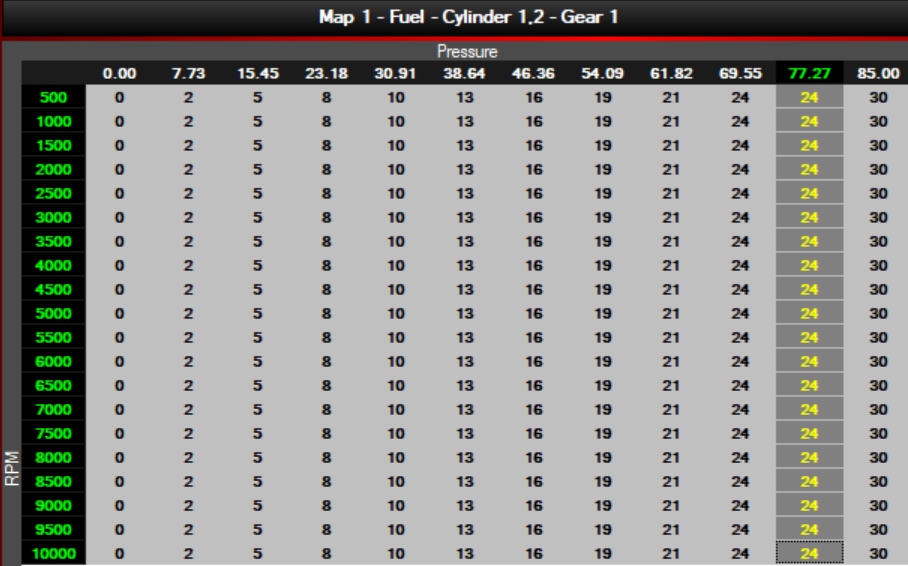 Map 1 - Fuel - Cylinder 1,2 - Gear 1
Pressure
0.00 7.73 15.45 23.18 30.91 38.64 46.36 54.09 61.82 69.55 77.27 85.00
500 0 2 5 8 10 13 16 19 21 24 24 30
1000 0 2 5 8 10 13 16 19 21 24 24 30
1500 0 2 5 8 10 13 16 19 21 24 24 30
2000 0 2 5 8 10 13 16 19 21 24 24 30
2500 0 2 5 8 10 13 16 19 21 24 24 30
3000 0 2 5 8 10 13 16 19 21 24 24 30
3500 0 2 5 8 10 13 16 19 21 24 24 30
4000 0 2 5 8 10 13 16 19 21 24 24 30
4500 0 2 5 8 10 13 16 19 21 24 24 30
5000 0 2 5 8 10 13 16 19 21 24 24 30
5500 0 2 5 8 10 13 16 19 21 24 24 30
6000 0 2 5 8 10 13 16 19 21 24 24 30
6500 0 2 5 8 10 13 16 19 21 24 24 30
7000 0 2 5 8 10 13 16 19 21 24 24 30
7500 0 2 5 8 10 13 16 19 21 24 24 30
8000 0 2 5 8 10 13 16 19 21 24 24 30
8500 0 2 5 8 10 13 16 19 21 24 24 30
9000 0 2 5 8 10 13 16 19 21 24 24 30
9500 0 2 5 8 10 13 16 19 21 24 24 30
10000 0 2 5 8 10 13 16 19 21 24 24 30
RPM